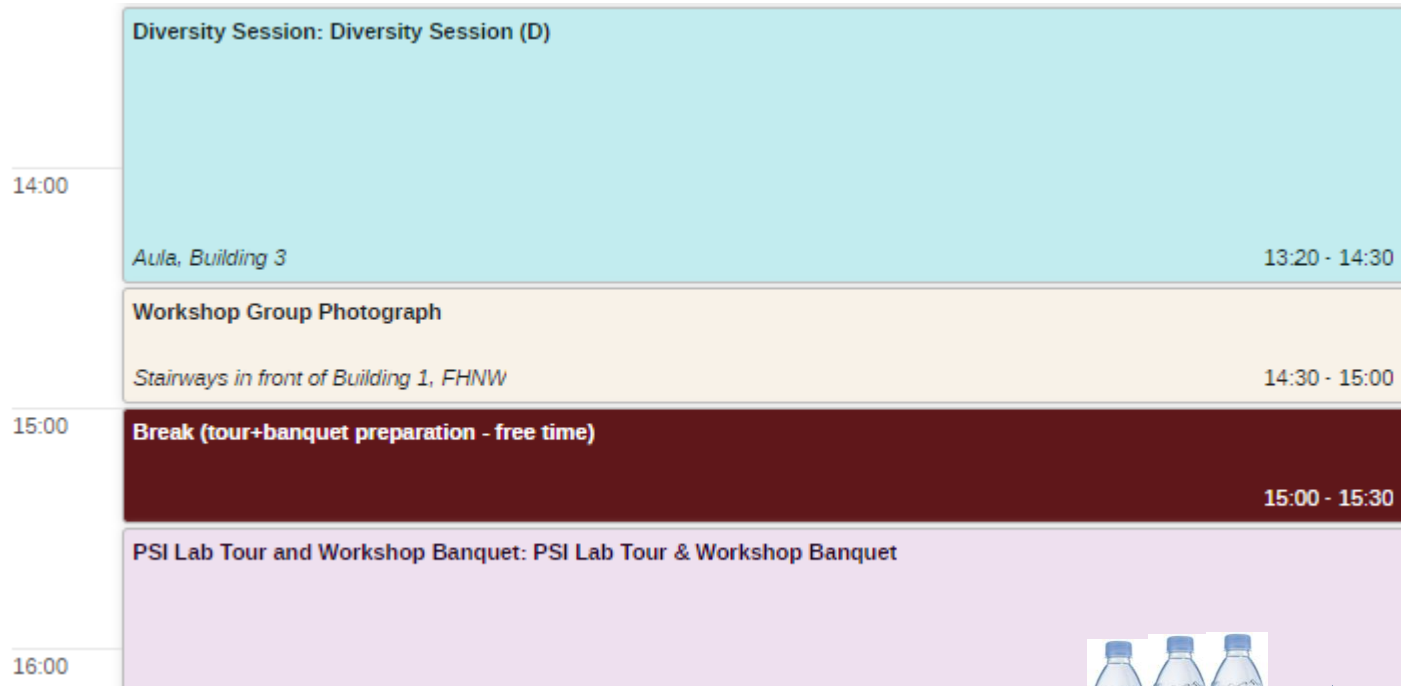 Diversity Session: Diversity Session (D)
14:00
Aula, Building 3 13:20 - 14:30
Workshop Group Photograph
Stairways in front of Building 1, FHNW 14:30 - 15:00
15:00
Break (tour+banquet preparation - free time)
15:00 - 15:30
PSI Lab Tour and Workshop Banquet: PSI Lab Tour & Workshop Banquet
16:00